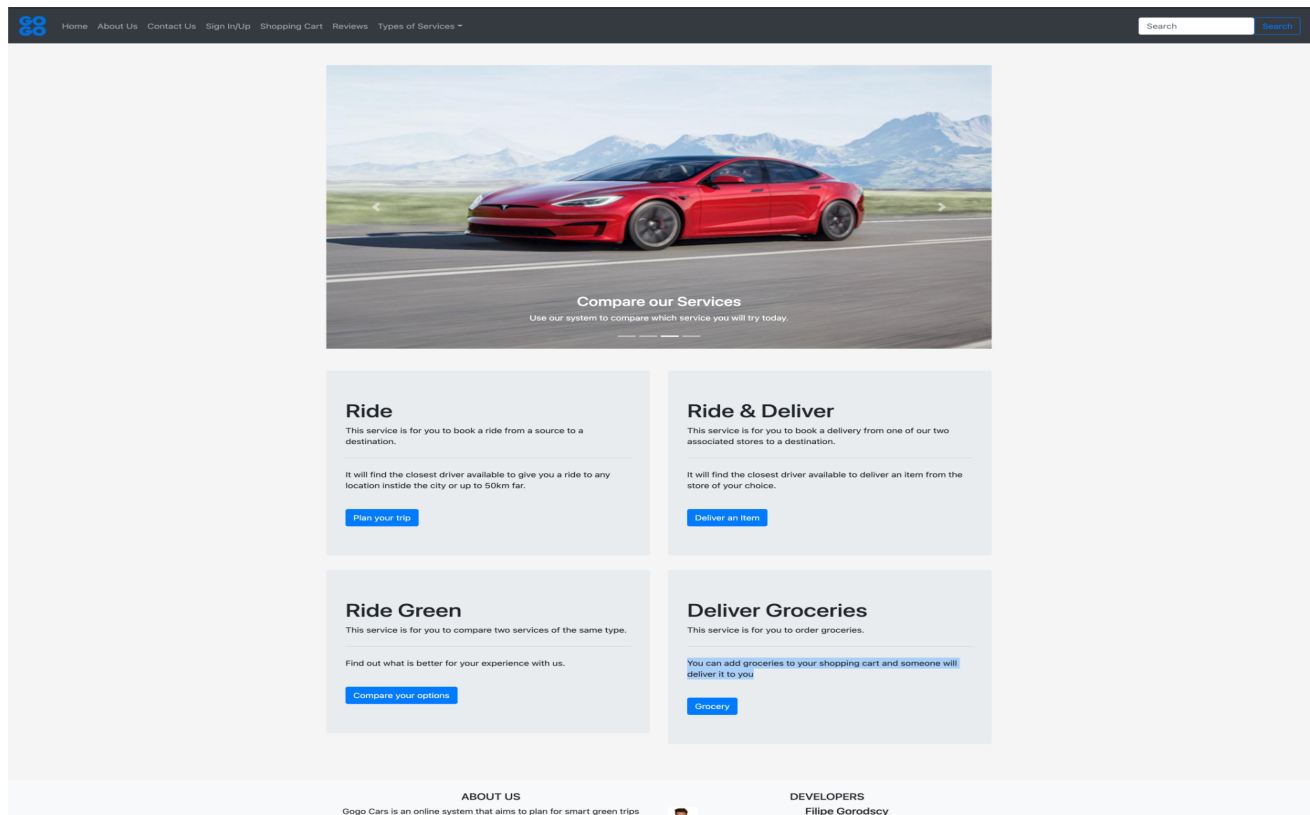 GO
GO
Home About Us Contact Us Sign In/Up Shopping Cart Reviews Types of Services
Search Search
Compare our Services
Use our system to compare which service you will try today.
Ride
This service is for you to book a ride from a source to a
destination.
It will find the closest driver available to give you a ride to any
location instide the city or up to 50km far.
Plan your trip
Ride & Deliver
This service is for you to book a delivery from one of our two
associated stores to a destination.
It will find the closest driver available to deliver an item from the
store of your choice.
Deliver an Item
Ride Green
This service is for you to compare two services of the same type.
Find out what is better for your experience with us.
Compare your options
Deliver Groceries
This service is for you to order groceries.
You can add groceries to your shopping cart and someone will
deliver it to you
Grocery
ABOUT US
Gogo Cars is an online system that aims to plan for smart green trips
DEVELOPERS
Filipe Gorodscy